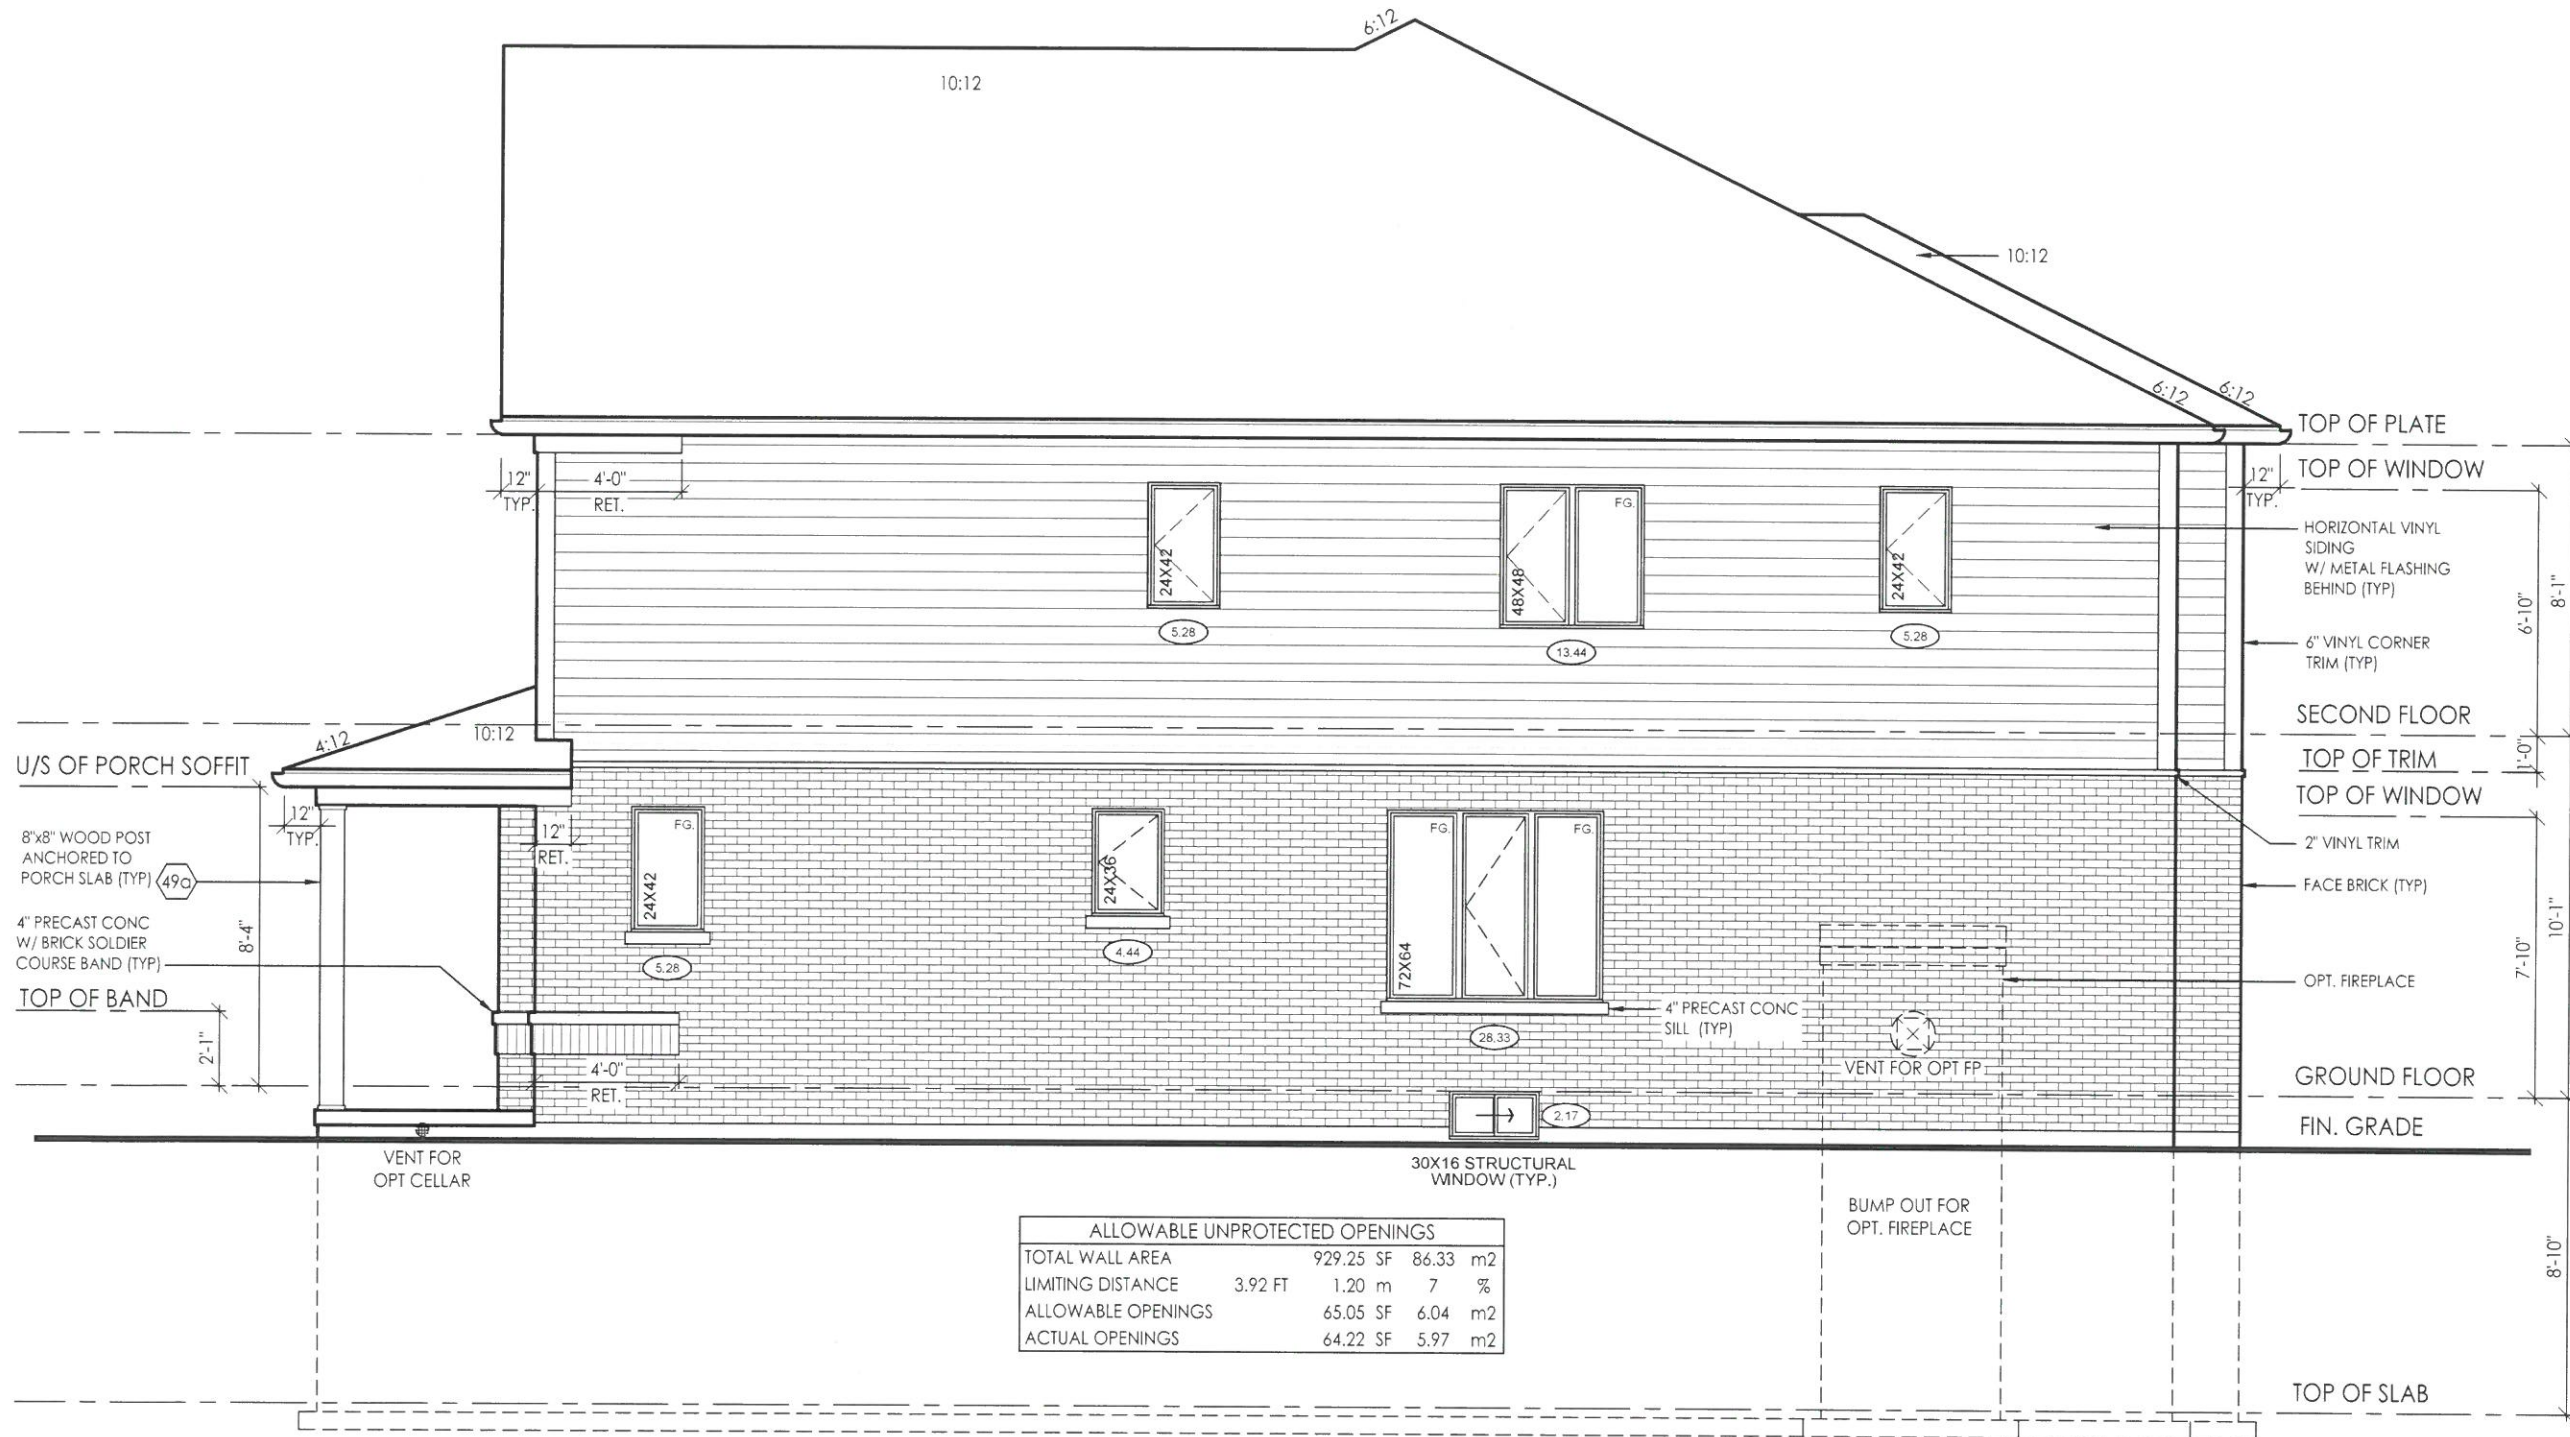 6:12
10:12
10:12
6:12
6:12
TOP OF PLATE
12"
TYP.
4'-0"
RET.
TOP OF WINDOW
12"
TYP.
FG.
24X42
48X48
24X42
5.28
13.44
5.28
HORIZONTAL VINYL
SIDING
W/ METAL FLASHING
BEHIND (TYP)
6'-10"
8'-1"
6" VINYL CORNER
TRIM (TYP)
SECOND FLOOR
4:12
10:12
U/S OF PORCH SOFFIT
TOP OF TRIM
1'-0"
TOP OF WINDOW
12"
TYP.
12"
RET.
8"x8" WOOD POST
ANCHORED TO
PORCH SLAB (TYP)
49a
FG.
24X42
24X36
FG.
FG.
72X64
2" VINYL TRIM
FACE BRICK (TYP)
4" PRECAST CONC
W/ BRICK SOLDIER
COURSE BAND (TYP)
8'-4"
5.28
4.44
10'-1"
7'-10"
OPT. FIREPLACE
TOP OF BAND
4" PRECAST CONC
SILL (TYP)
28.33
2'-1"
4'-0"
RET.
VENT FOR OPT FP
GROUND FLOOR
2.17
FIN. GRADE
VENT FOR
OPT CELLAR
30X16 STRUCTURAL
WINDOW (TYP.)
BUMP OUT FOR
OPT. FIREPLACE
8'-10"
ALLOWABLE UNPROTECTED OPENINGS
TOTAL WALL AREA 929.25 SF 86.33 m2
LIMITING DISTANCE 3.92 FT 1.20 m 7 %
ALLOWABLE OPENINGS 65.05 SF 6.04 m2
ACTUAL OPENINGS 64.22 SF 5.97 m2
TOP OF SLAB